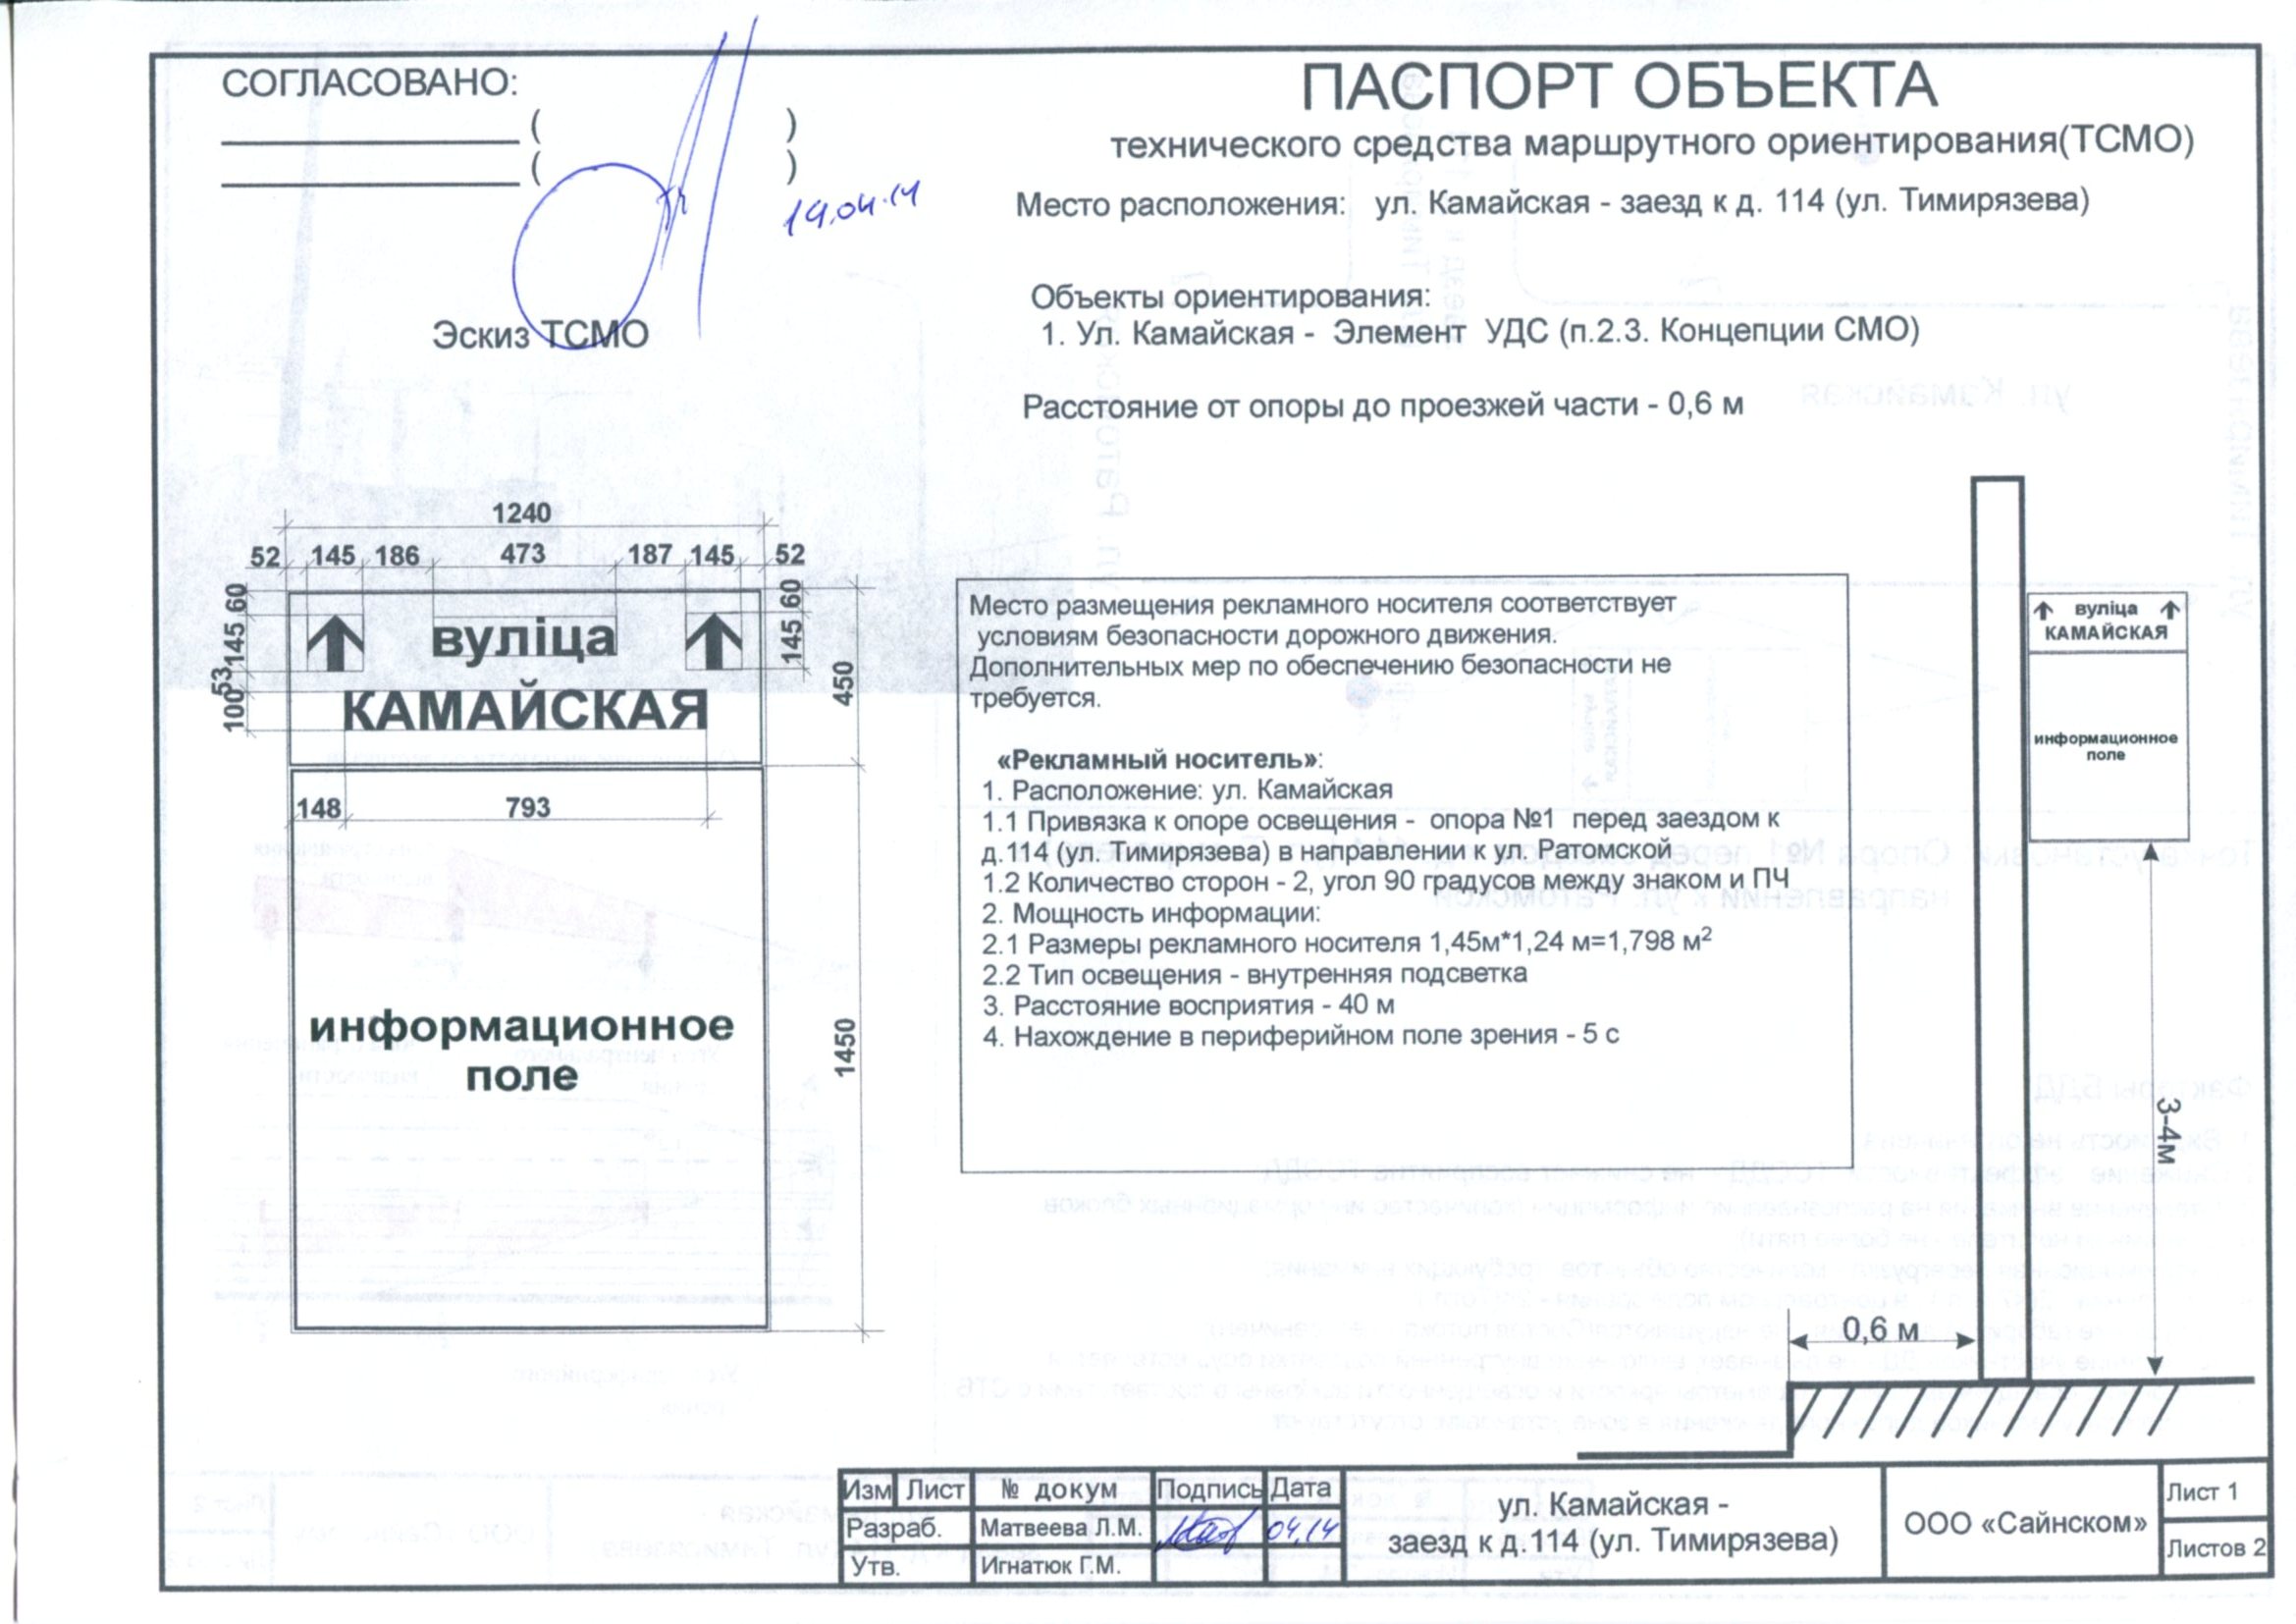 СОГЛАСОВАНО:
( )
( )
19.04.14
ПАСПОРТ ОБЪЕКТА
технического средства маршрутного ориентирования(ТСМО)
Место расположения: ул. Камайская - заезд к д. 114 (ул. Тимирязева)
Объекты ориентирования:
1. Ул. Камайская - Элемент УДС (п.2.3. Концепции СМО)
Расстояние от опоры до проезжей части - 0,6 м
Эскиз ТСМО
1240
52 145 186 473 187 145 52
60 145 53 100
60 145
450
вуліца
КАМАЙСКАЯ
148 793
информационное
поле
1450
Место размещения рекламного носителя соответствует
условиям безопасности дорожного движения.
Дополнительных мер по обеспечению безопасности не
требуется.
«Рекламный носитель»:
1. Расположение: ул. Камайская
1.1 Привязка к опоре освещения - опора №1 перед заездом к
д.114 (ул. Тимирязева) в направлении к ул. Ратомской
1.2 Количество сторон - 2, угол 90 градусов между знаком и ПЧ
2. Мощность информации:
2.1 Размеры рекламного носителя 1,45м*1,24 м=1,798 м²
2.2 Тип освещения - внутренняя подсветка
3. Расстояние восприятия - 40 м
4. Нахождение в периферийном поле зрения - 5 с
вуліца
КАМАЙСКАЯ
информационное
поле
3-4м
0,6 м
Изм Лист № докум Подпись Дата
Разраб. Матвеева Л.М. 04.14
Утв. Игнатюк Г.М.
ул. Камайская -
заезд к д.114 (ул. Тимирязева)
ООО «Сайнском»
Лист 1
Листов 2